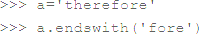 >>> a='therefore'
>>> a.endswith('fore')